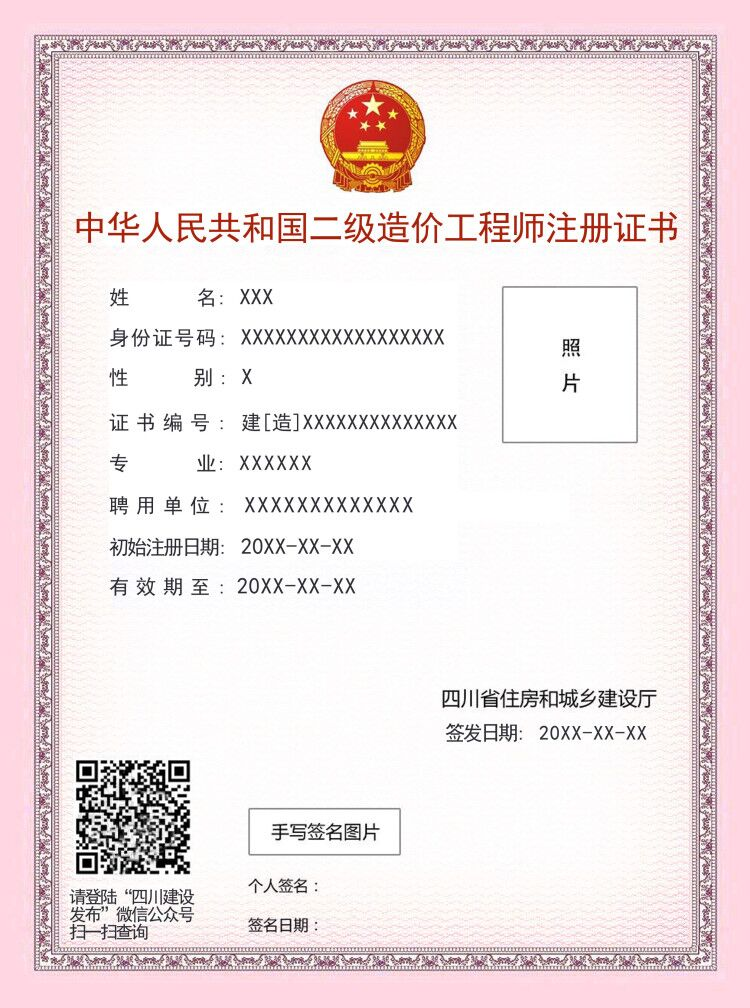 中华人民共和国二级造价工程师注册证书
姓 名: XXX
身份证号码: XXXXXXXXXXXXXXXXXX
性 别: X
证书编号: 建[造]XXXXXXXXXXXXXX
专 业: XXXXXX
聘用单位: XXXXXXXXXXXXX
初始注册日期: 20XX-XX-XX
有效期至: 20XX-XX-XX
照
片
四川省住房和城乡建设厅
签发日期: 20XX-XX-XX
手写签名图片
个人签名:
签名日期:
请登陆“四川建设
发布”微信公众号
扫一扫查询